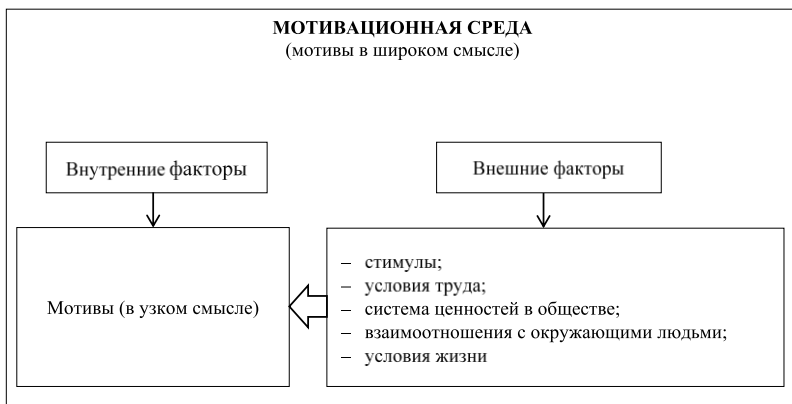 МОТИВАЦИОННАЯ СРЕДА
(мотивы в широком смысле)
Внутренние факторы
Внешние факторы
Мотивы (в узком смысле)
– стимулы;
– условия труда;
– система ценностей в обществе;
– взаимоотношения с окружающими людьми;
– условия жизни